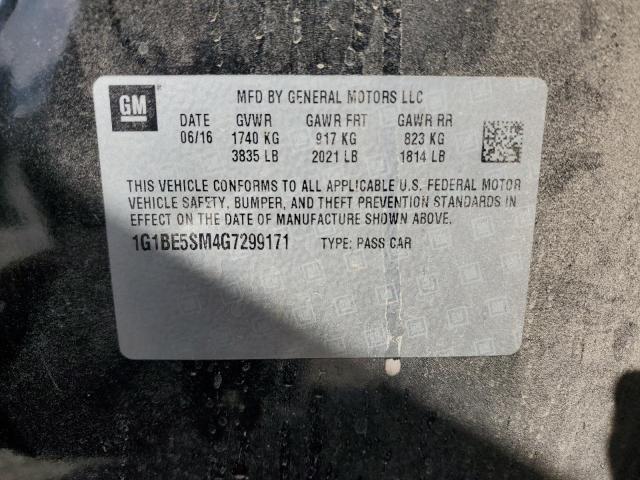 GM
MFD BY GENERAL MOTORS LLC
DATE GVWR GAWR FRT GAWR RR
06/16 1740 KG 917 KG 823 KG
3835 LB 2021 LB 1814 LB
THIS VEHICLE CONFORMS TO ALL APPLICABLE U.S. FEDERAL MOTOR
VEHICLE SAFETY, BUMPER, AND THEFT PREVENTION STANDARDS IN
EFFECT ON THE DATE OF MANUFACTURE SHOWN ABOVE.
1G1BE5SM4G7299171 TYPE: PASS CAR